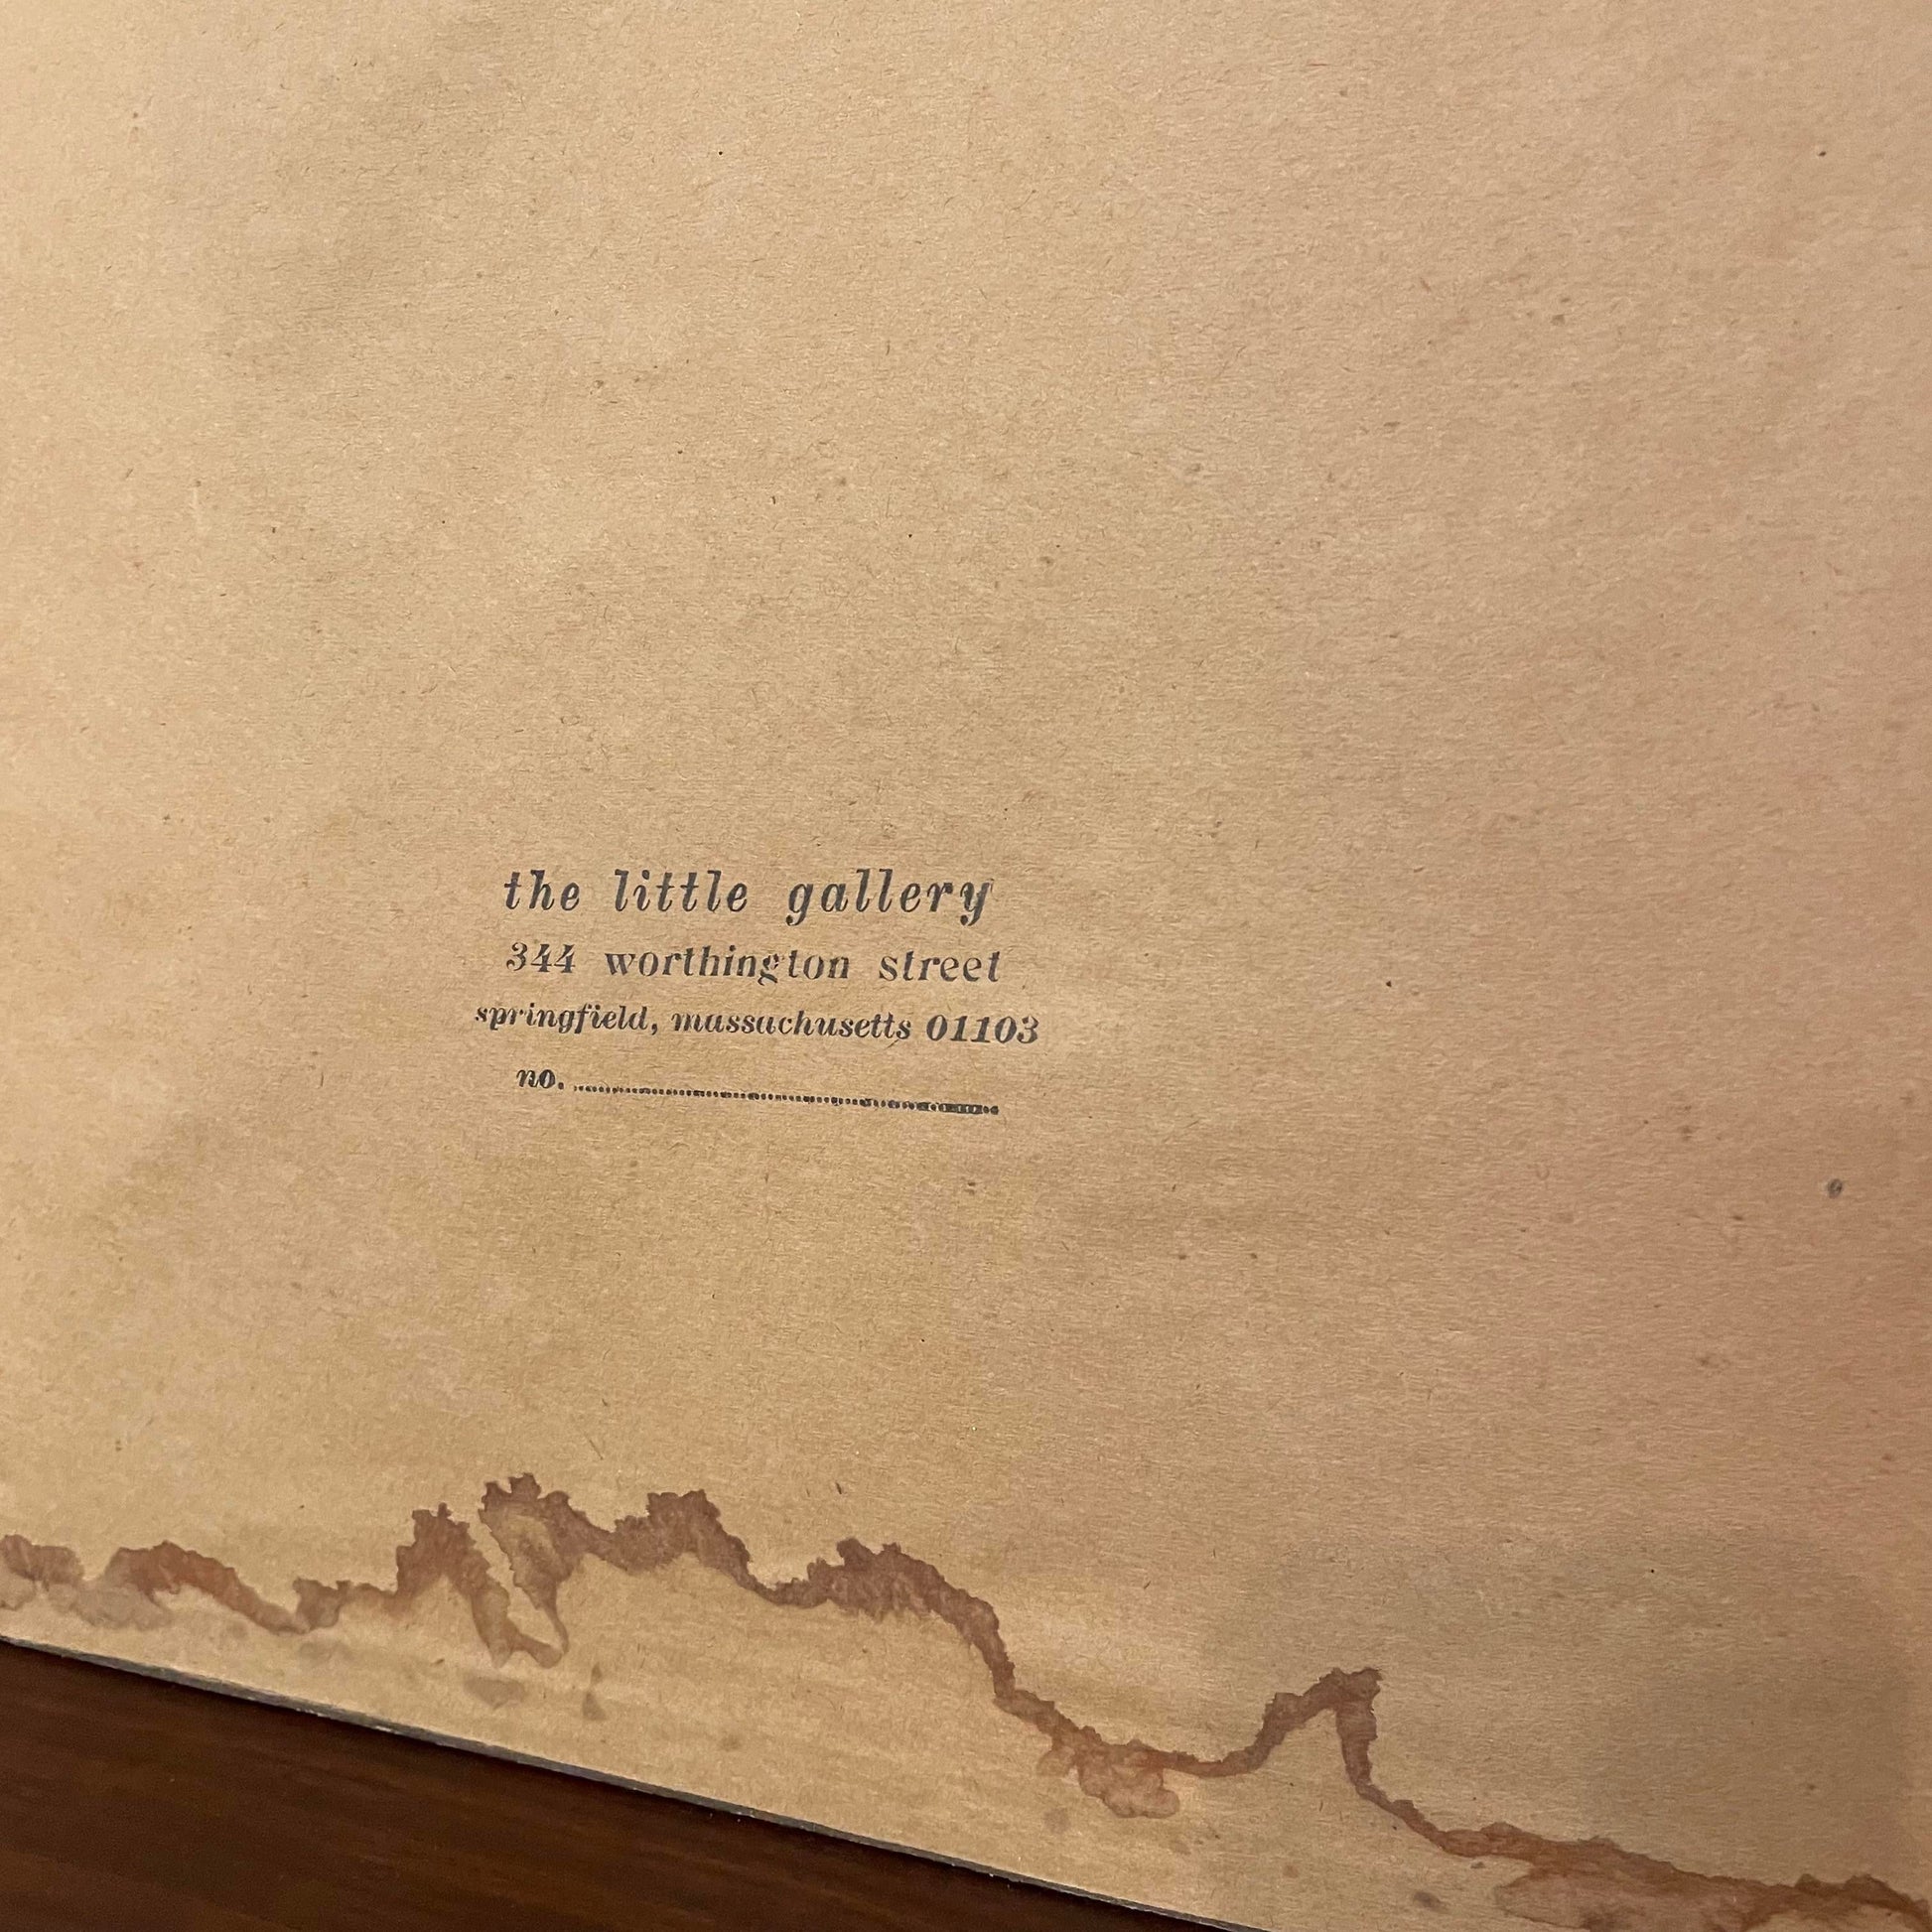 the little gallery
344 worthington street
springfield, massachusetts 01103
no.